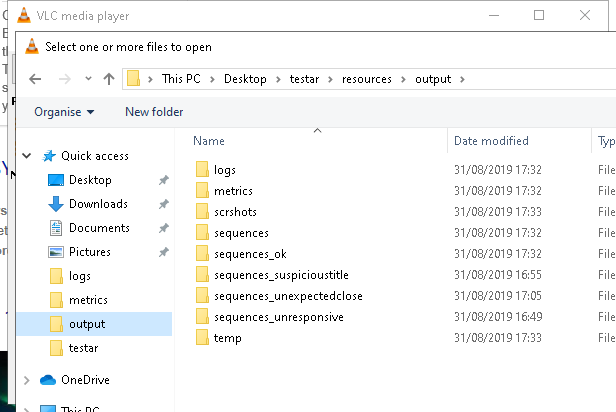 VLC media player
Select one or more files to open
This PC > Desktop > testar > resources > output >
Organise New folder
Name Date modified Typ
Quick access
Desktop
Downloads
Documents
Pictures
logs
metrics
output
testar
OneDrive
This PC
logs 31/08/2019 17:32 File
metrics 31/08/2019 17:32 File
scrshots 31/08/2019 17:33 File
sequences 31/08/2019 17:32 File
sequences_ok 31/08/2019 17:32 File
sequences_suspicioustitle 31/08/2019 16:55 File
sequences_unexpectedclose 31/08/2019 17:05 File
sequences_unresponsive 31/08/2019 16:49 File
temp 31/08/2019 17:33 File